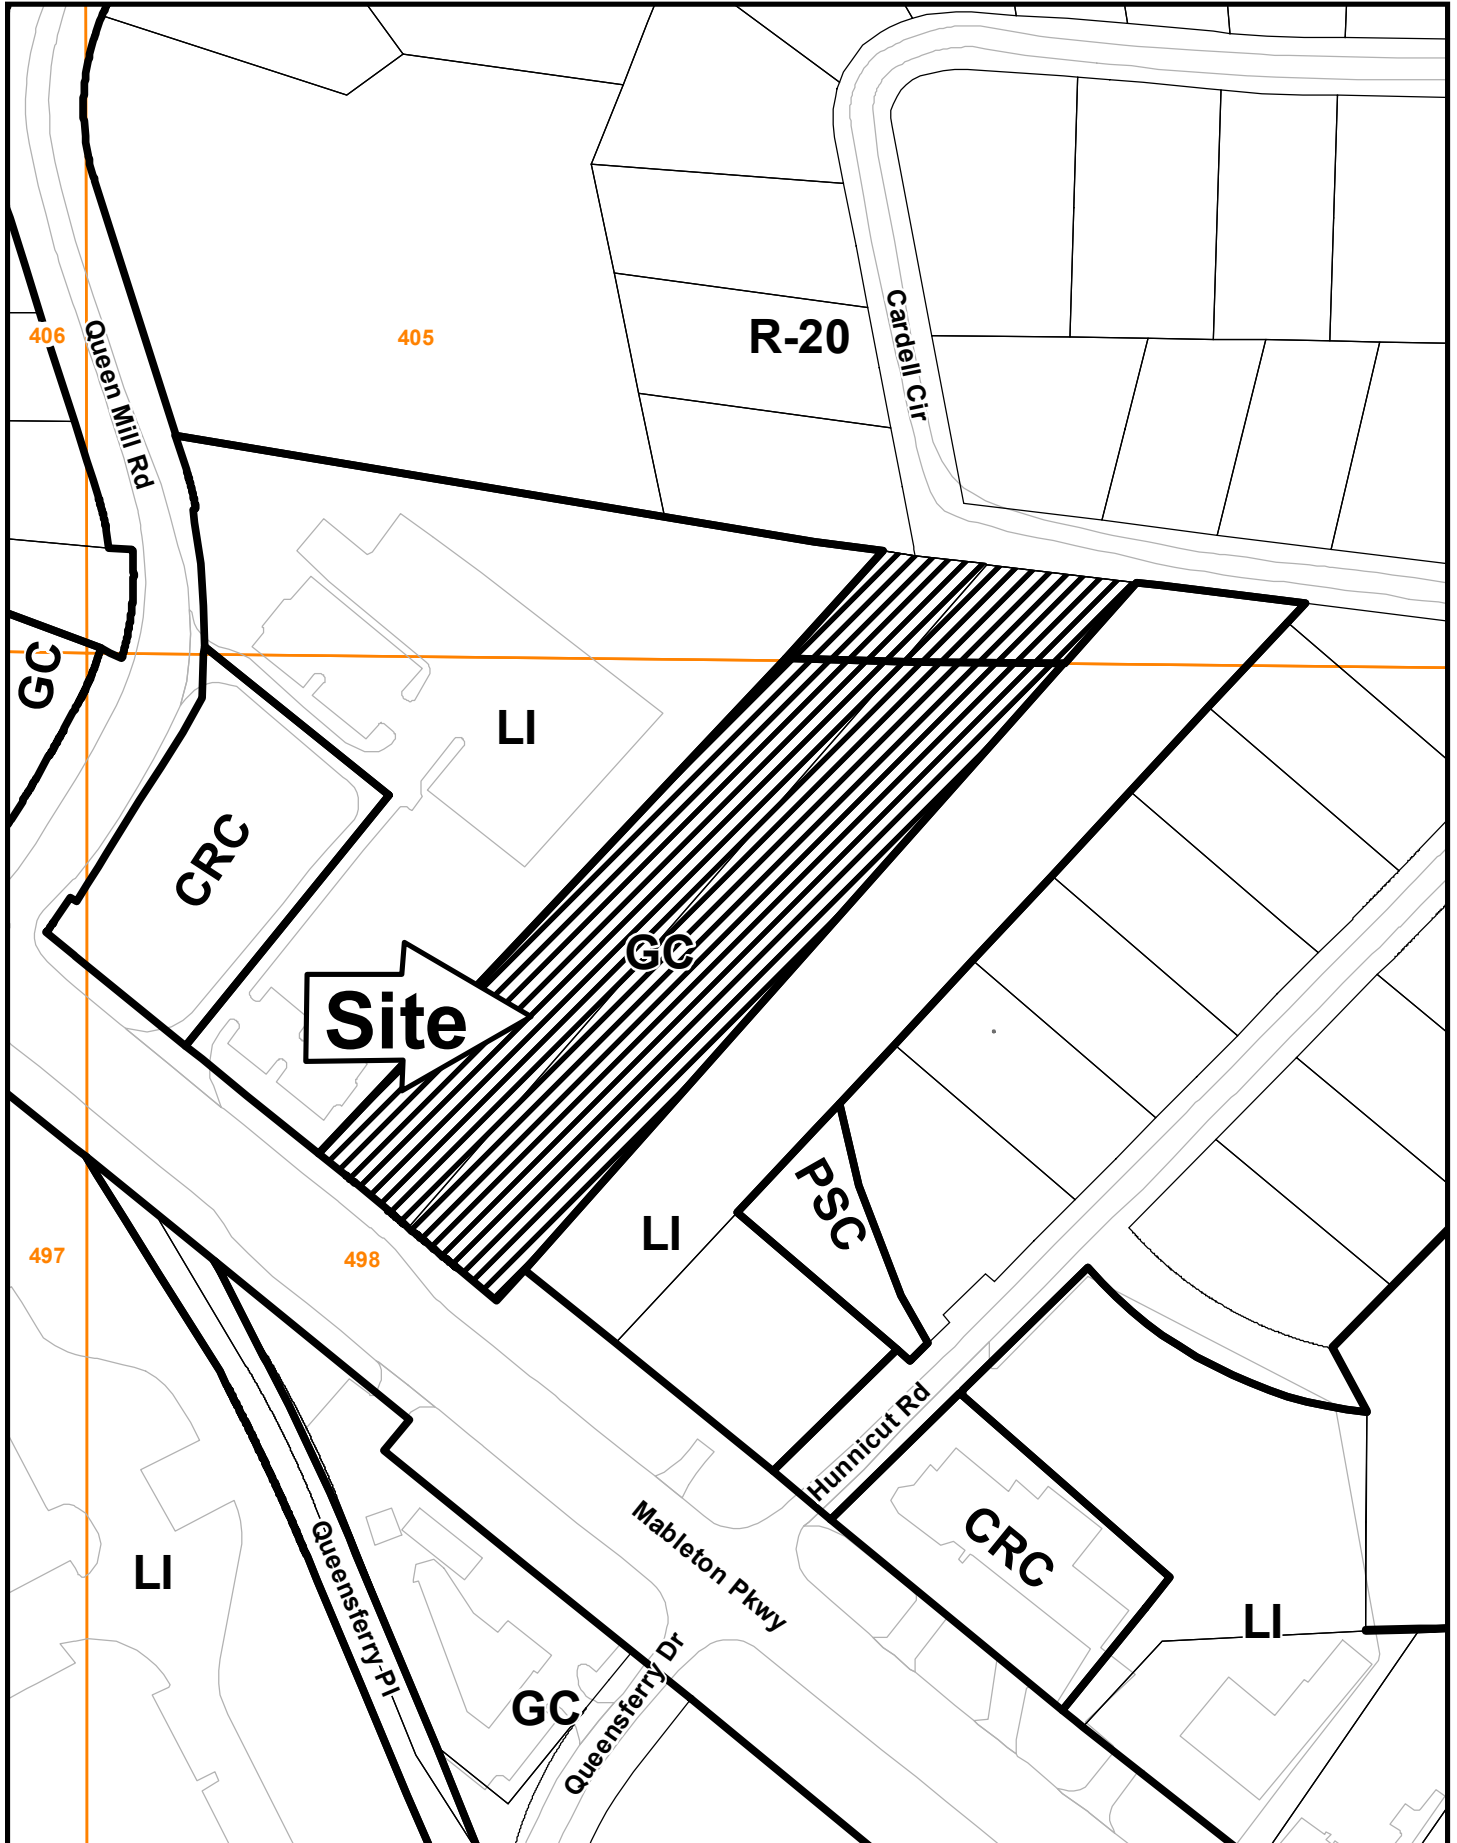 R-20
Cardell Cir
406
405
Queen Mill Rd
GC
LI
CRC
GC
Site
PSC
LI
497
498
Hunnicut Rd
Mableton Pkwy
CRC
LI
Queensferry Pl
LI
GC
Queensferry Dr